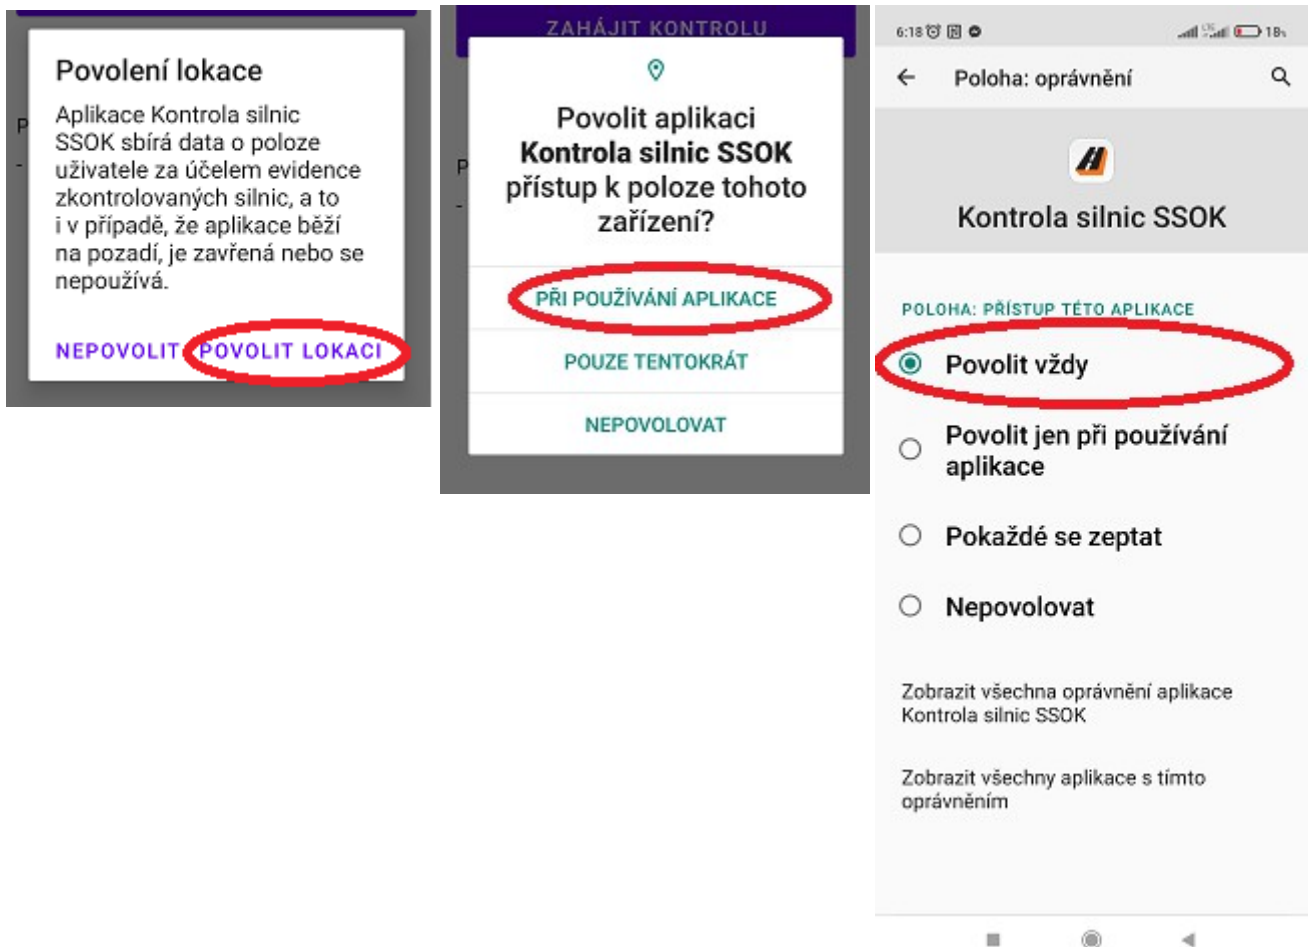 Povolení lokace
Aplikace Kontrola silnic
SSOK sbírá data o poloze
uživatele za účelem evidence
zkontrolovaných silnic, a to
i v případě, že aplikace běží
na pozadí, je zavřená nebo se
nepoužívá.
NEPOVOLIT POVOLIT LOKACI
P
-
ZAHÁJIT KONTROLU
Povolit aplikaci
Kontrola silnic SSOK
přístup k poloze tohoto
zařízení?
PŘI POUŽÍVÁNÍ APLIKACE
POUZE TENTOKRÁT
NEPOVOLOVAT
P
-
6:18 18%
Poloha: oprávnění
Kontrola silnic SSOK
POLOHA: PŘÍSTUP TÉTO APLIKACE
Povolit vždy
Povolit jen při používání
aplikace
Pokaždé se zeptat
Nepovolovat
Zobrazit všechna oprávnění aplikace
Kontrola silnic SSOK
Zobrazit všechny aplikace s tímto
oprávněním